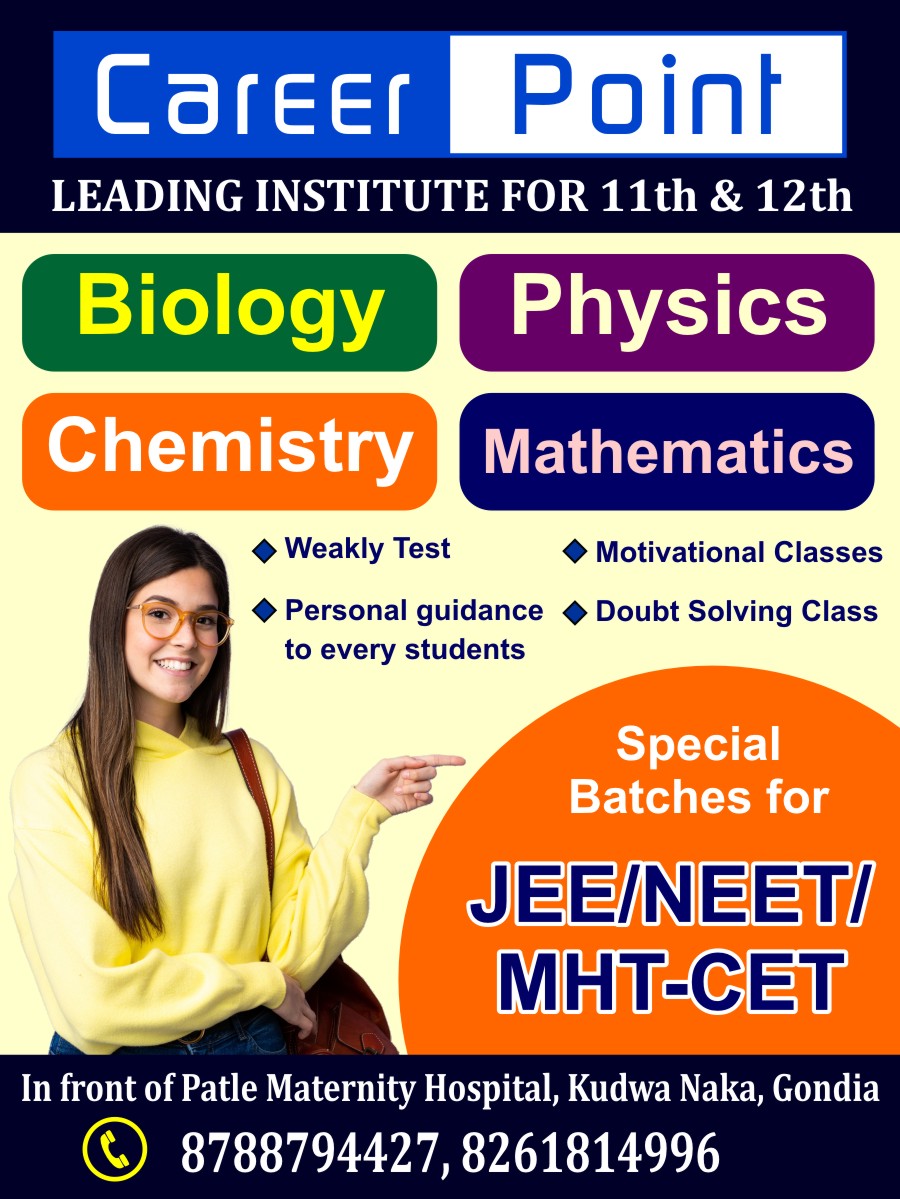 Career Point
LEADING INSTITUTE FOR 11th & 12th
Biology
Physics
Chemistry
Mathematics
Weakly Test
Personal guidance
to every students
Motivational Classes
Doubt Solving Class
Special
Batches for
JEE/NEET/
MHT-CET
In front of Patle Maternity Hospital, Kudwa Naka, Gondia
8788794427, 8261814996